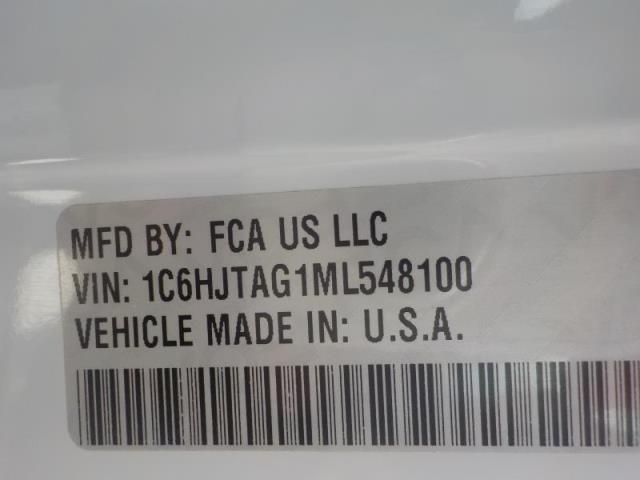 MFD BY: FCA US LLC
VIN: 1C6HJTAG1ML548100
VEHICLE MADE IN: U.S.A.